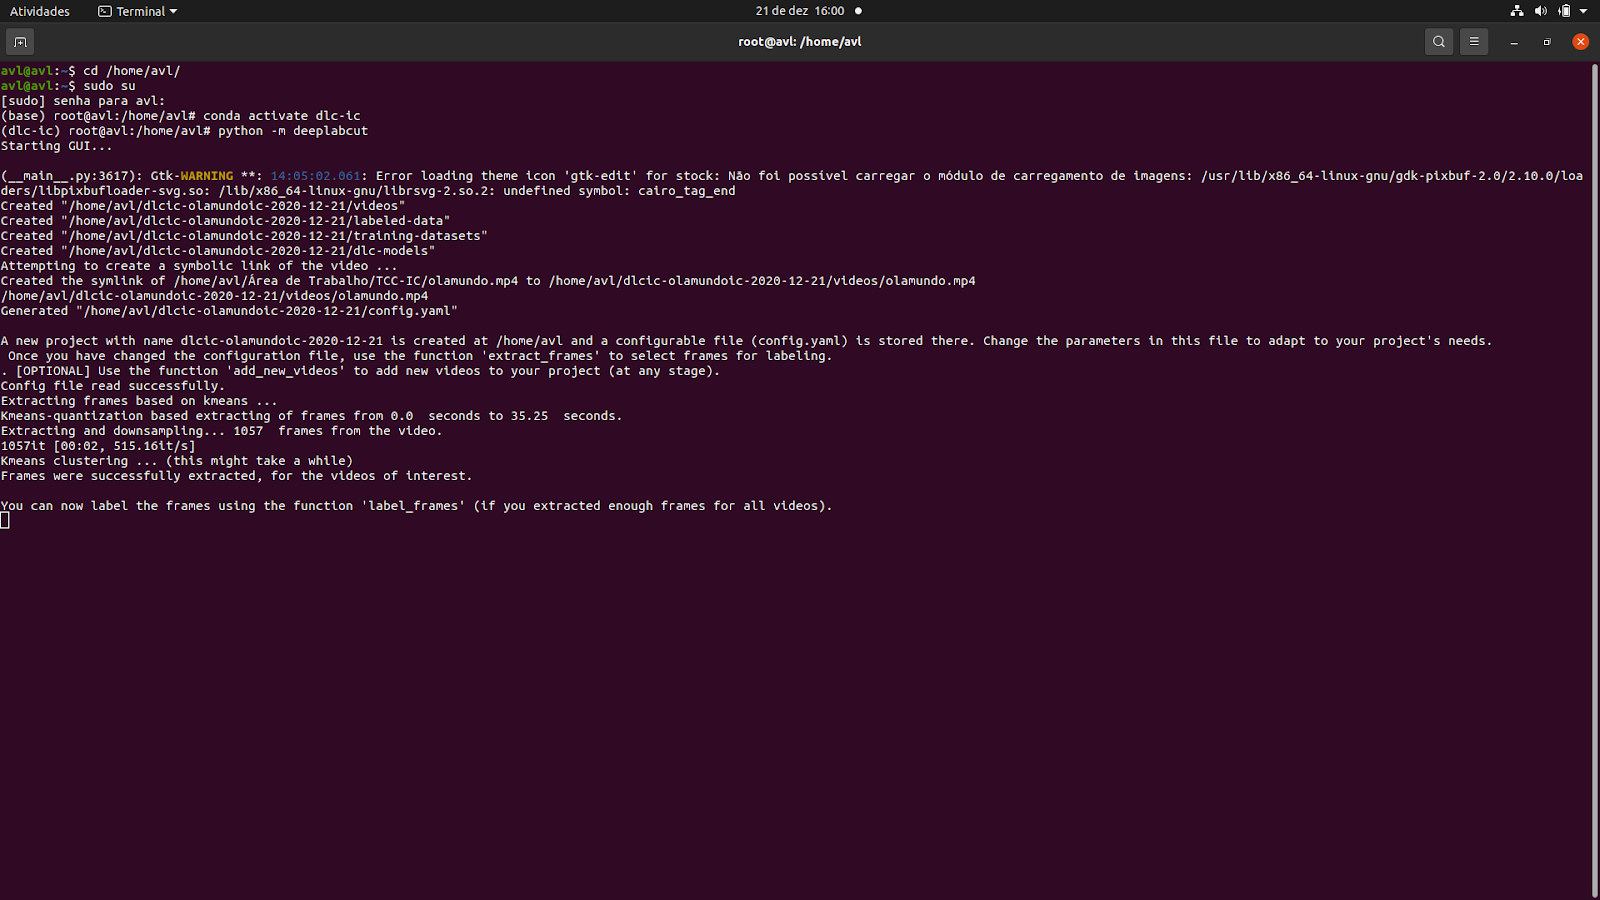 Atividades Terminal 21 de dez 16:00
root@avl: /home/avl
avl@avl:~$ cd /home/avl/
avl@avl:~$ sudo su
[sudo] senha para avl:
(base) root@avl:/home/avl# conda activate dlc-ic
(dlc-ic) root@avl:/home/avl# python -m deeplabcut
Starting GUI...
(__main__.py:3617): Gtk-WARNING **: 14:05:02.061: Error loading theme icon 'gtk-edit' for stock: Não foi possível carregar o módulo de carregamento de imagens: /usr/lib/x86_64-linux-gnu/gdk-pixbuf-2.0/2.10.0/loa
ders/libpixbufloader-svg.so: /lib/x86_64-linux-gnu/librsvg-2.so.2: undefined symbol: cairo_tag_end
Created "/home/avl/dlcic-olamundoic-2020-12-21/videos"
Created "/home/avl/dlcic-olamundoic-2020-12-21/labeled-data"
Created "/home/avl/dlcic-olamundoic-2020-12-21/training-datasets"
Created "/home/avl/dlcic-olamundoic-2020-12-21/dlc-models"
Attempting to create a symbolic link of the video ...
Created the symlink of /home/avl/Área de Trabalho/TCC-IC/olamundo.mp4 to /home/avl/dlcic-olamundoic-2020-12-21/videos/olamundo.mp4
/home/avl/dlcic-olamundoic-2020-12-21/videos/olamundo.mp4
Generated "/home/avl/dlcic-olamundoic-2020-12-21/config.yaml"
A new project with name dlcic-olamundoic-2020-12-21 is created at /home/avl and a configurable file (config.yaml) is stored there. Change the parameters in this file to adapt to your project's needs.
Once you have changed the configuration file, use the function 'extract_frames' to select frames for labeling.
. [OPTIONAL] Use the function 'add_new_videos' to add new videos to your project (at any stage).
Config file read successfully.
Extracting frames based on kmeans ...
Kmeans-quantization based extracting of frames from 0.0  seconds to 35.25  seconds.
Extracting and downsampling... 1057  frames from the video.
1057it [00:02, 515.16it/s]
Kmeans clustering ... (this might take a while)
Frames were successfully extracted, for the videos of interest.
You can now label the frames using the function 'label_frames' (if you extracted enough frames for all videos).